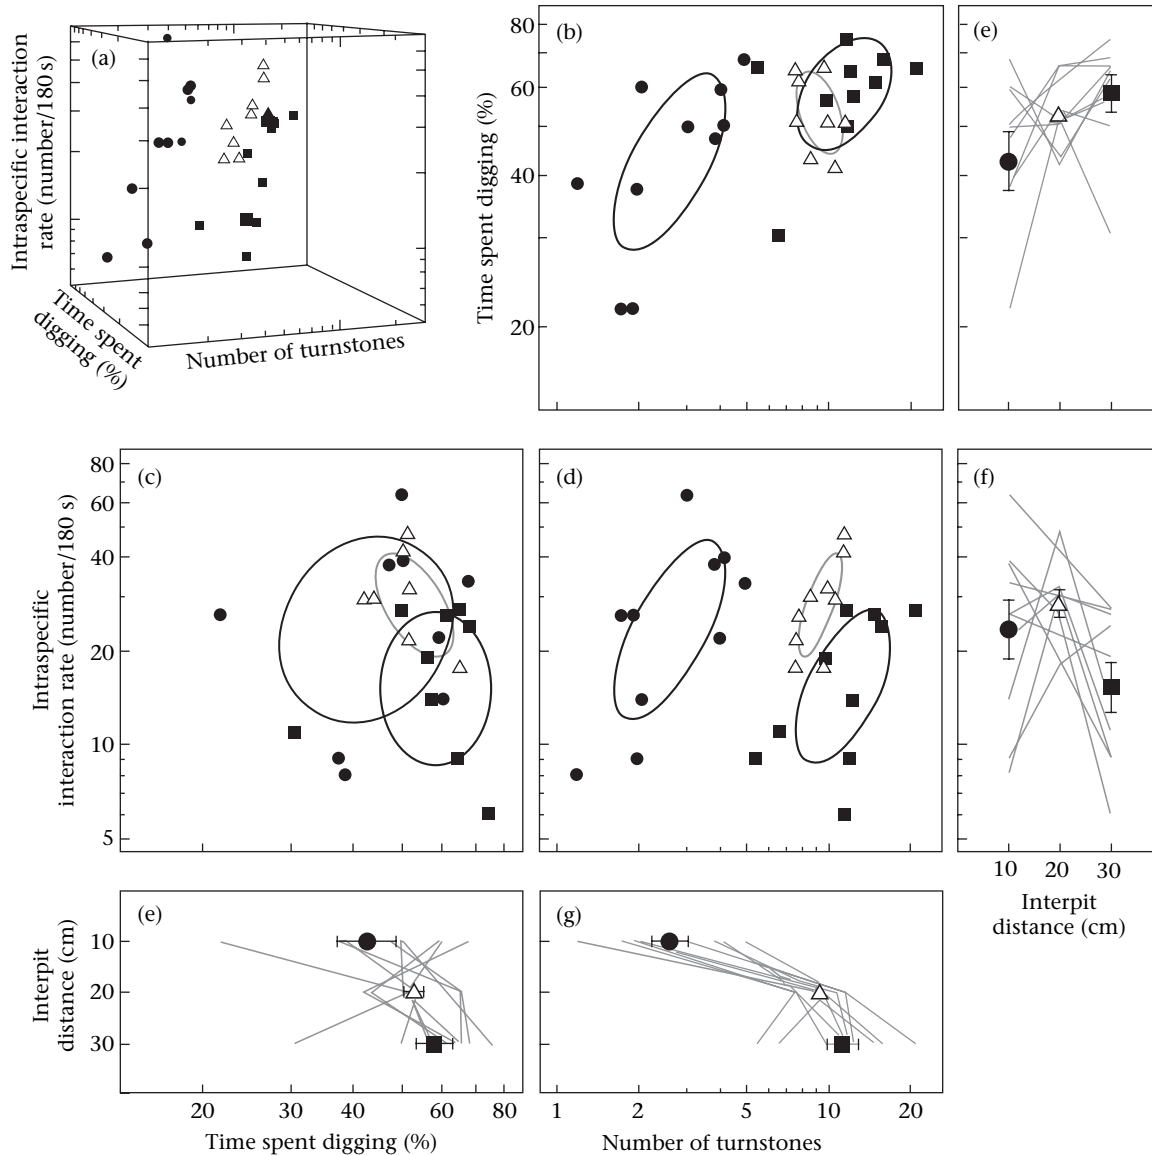 Intraspecific interaction
rate (number/180 s)
(a)
Time spent
digging (%)
Number of turnstones
Time spent digging (%)
80
60
40
20
(b)
(e)
Intraspecific
interaction rate (number/180 s)
80
60
40
20
10
5
(c)
(d)
(f)
10
20
30
Interpit
distance (cm)
Interpit
distance (cm)
10
20
30
(e)
(g)
20
30
40
60
80
1
2
5
10
20
Time spent digging (%)
Number of turnstones